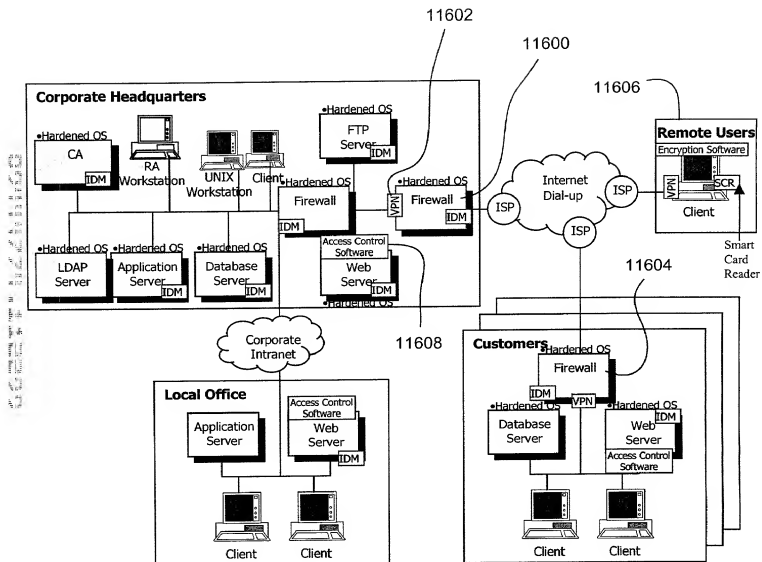 11602
11600
Corporate Headquarters
•Hardened OS
CA
IDM
RA
Workstation
UNIX
Workstation
Client
•Hardened OS
FTP
Server
IDM
•Hardened OS
Firewall
IDM
VPN
•Hardened OS
Firewall
IDM
•Hardened OS
LDAP
Server
•Hardened OS
Application
Server
IDM
•Hardened OS
Database
Server
IDM
Access Control
Software
Web
Server
IDM
•Hardened OS
11608
ISP
Internet
Dial-up
ISP
ISP
11606
Remote Users
Encryption Software
VPN
SCR
Client
Smart
Card
Reader
11604
Corporate
Intranet
Local Office
Application
Server
Access Control
Software
Web
Server
IDM
Client
Client
Customers
•Hardened OS
Firewall
IDM
VPN
•Hardened OS
Database
Server
•Hardened OS
IDM
Web
Server
Access Control
Software
Client
Client